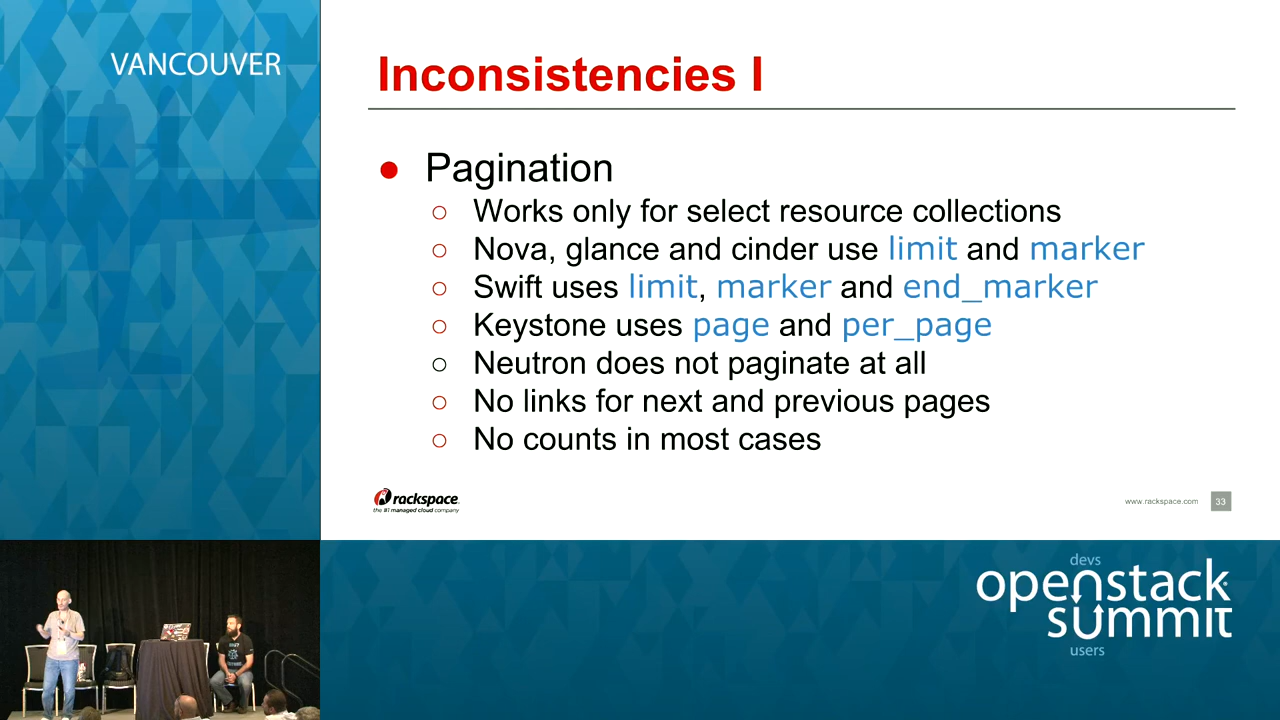 VANCOUVER
Inconsistencies I
● Pagination
○ Works only for select resource collections
○ Nova, glance and cinder use limit and marker
○ Swift uses limit, marker and end_marker
○ Keystone uses page and per_page
○ Neutron does not paginate at all
○ No links for next and previous pages
○ No counts in most cases
rackspace
the #1 managed cloud company
www.rackspace.com 33
devs
openstack
summit
users